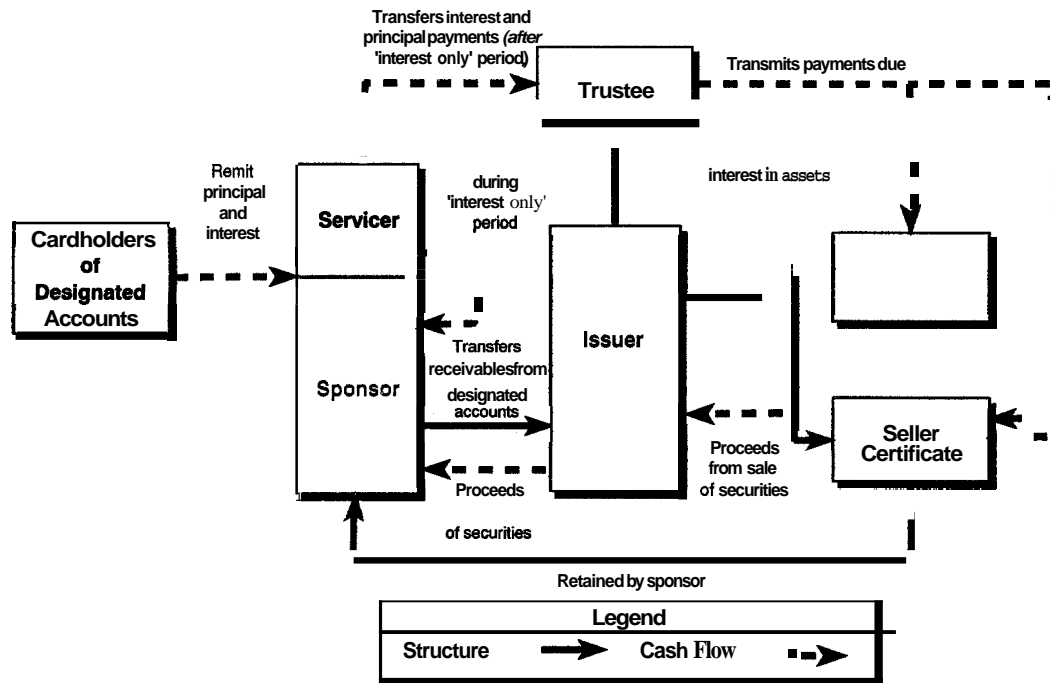 Transfers interest and
principal payments (after
'interest only' period,)
Trustee
Transmits payments due
Remit
principal
and
interest
during
'interest only'
period
interest in assets
Cardholders
of
Designated
Accounts
Servicer
Sponsor
Issuer
Transfers
receivablesfrom
designated
accounts
Proceeds
of securities
Proceeds
from sale
of securities
Seller
Certificate
Retained by sponsor
Legend
Structure
Cash Flow